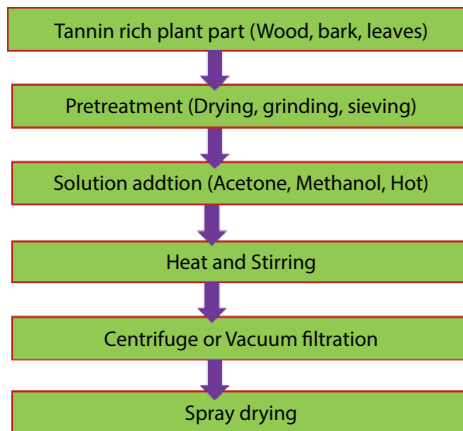 Tannin rich plant part (Wood, bark, leaves)
Pretreatment (Drying, grinding, sieving)
Solution addtion (Acetone, Methanol, Hot)
Heat and Stirring
Centrifuge or Vacuum filtration
Spray drying